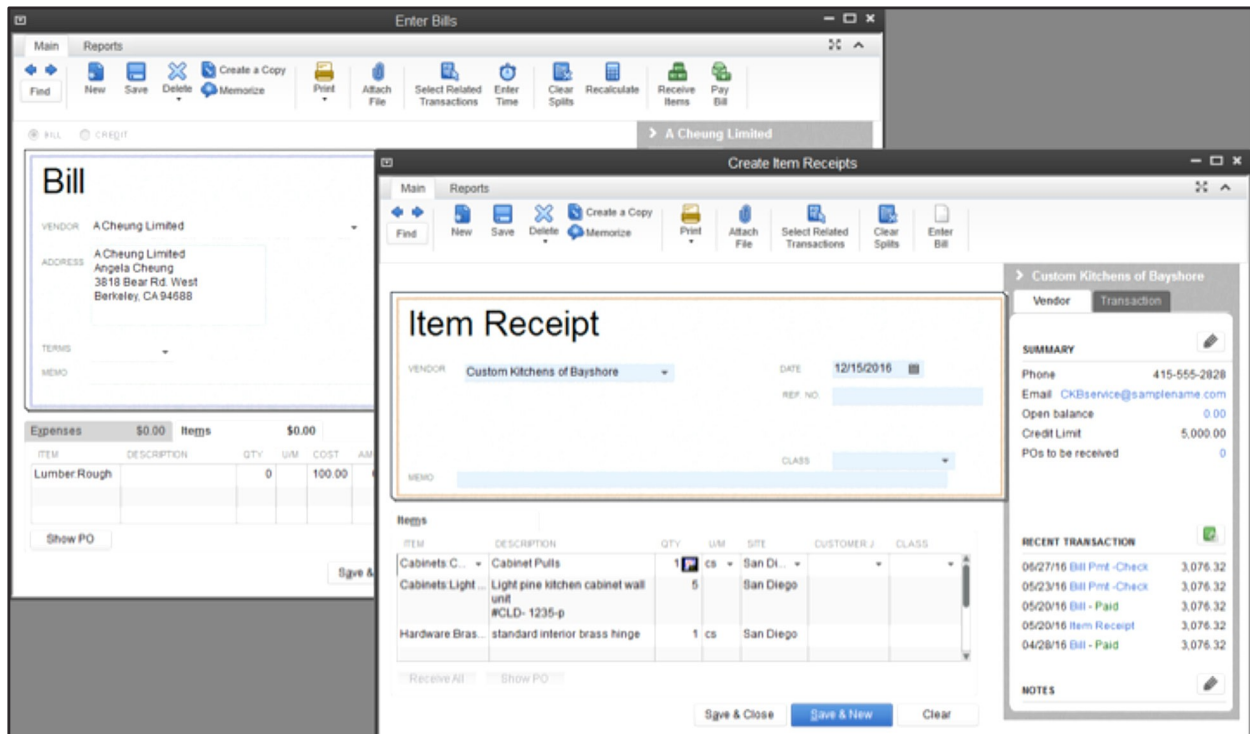 Enter Bills
Main Reports
Find New Save Delete Create a Copy Memorize Print Attach File Select Related Transactions Enter Time Clear Splits Recalculate Receive Items Pay Bill
BILL CREDIT
A Cheung Limited
Bill
VENDOR A Cheung Limited
ADDRESS A Cheung Limited
Angela Cheung
3818 Bear Rd. West
Berkeley, CA 94688
TERMS
MEMO
Expenses $0.00 Items $0.00
ITEM DESCRIPTION QTY U/M COST
Lumber:Rough 0 100.00
Show PO
Create Item Receipts
Main Reports
Find New Save Delete Create a Copy Memorize Print Attach File Select Related Transactions Clear Splits Enter Bill
Item Receipt
VENDOR Custom Kitchens of Bayshore DATE 12/15/2016
REF. NO.
CLASS
MEMO
Items
ITEM DESCRIPTION QTY U/M SITE CUSTOMER:J CLASS
Cabinets:C... Cabinet Pulls 1 cs San Di...
Cabinets:Light ... Light pine kitchen cabinet wall 5 San Diego
unit
#CLD- 1235-p
Hardware:Bras... standard interior brass hinge 1 cs San Diego
Receive All Show PO
Save & Close Save & New Clear
Custom Kitchens of Bayshore
Vendor Transaction
SUMMARY
Phone 415-555-2828
Email CKBservice@samplename.com
Open balance 0.00
Credit Limit 5,000.00
POs to be received 0
RECENT TRANSACTION
06/27/16 Bill Pmt -Check 3,076.32
05/23/16 Bill Pmt -Check 3,076.32
05/20/16 Bill - Paid 3,076.32
05/20/16 Item Receipt 3,076.32
04/28/16 Bill - Paid 3,076.32
NOTES